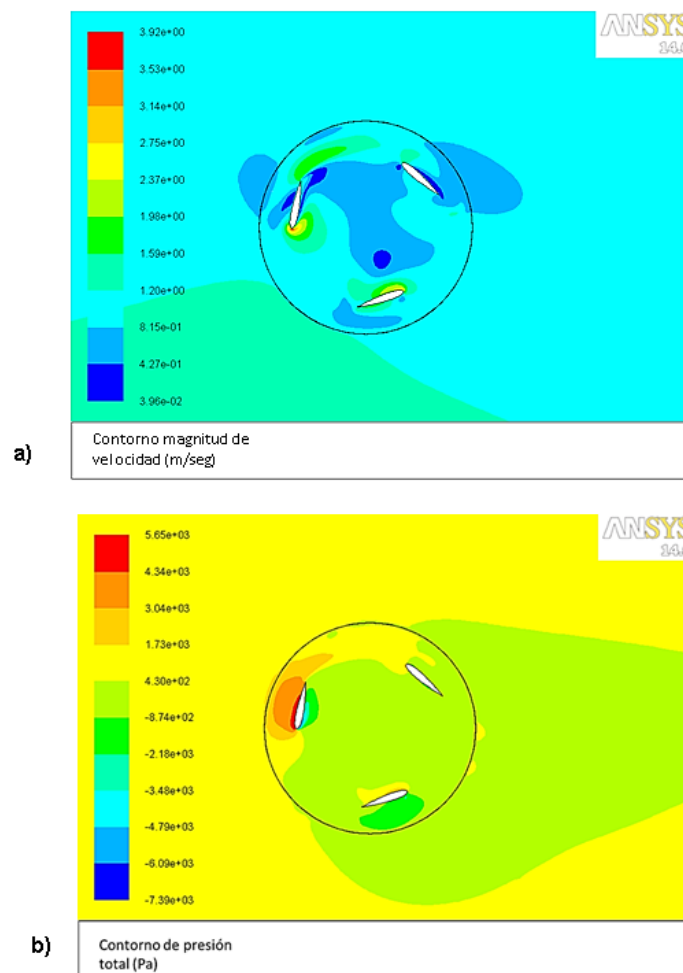 ANSYS
14.
3.92e+00
3.53e+00
3.14e+00
2.75e+00
2.37e+00
1.98e+00
1.59e+00
1.20e+00
8.15e-01
4.27e-01
3.96e-02
a)
Contorno magnitud de
velocidad (m/seg)
ANSYS
14.
5.65e+03
4.34e+03
3.04e+03
1.73e+03
4.30e+02
-8.74e+02
-2.18e+03
-3.48e+03
-4.79e+03
-6.09e+03
-7.39e+03
b)
Contorno de presión
total (Pa)